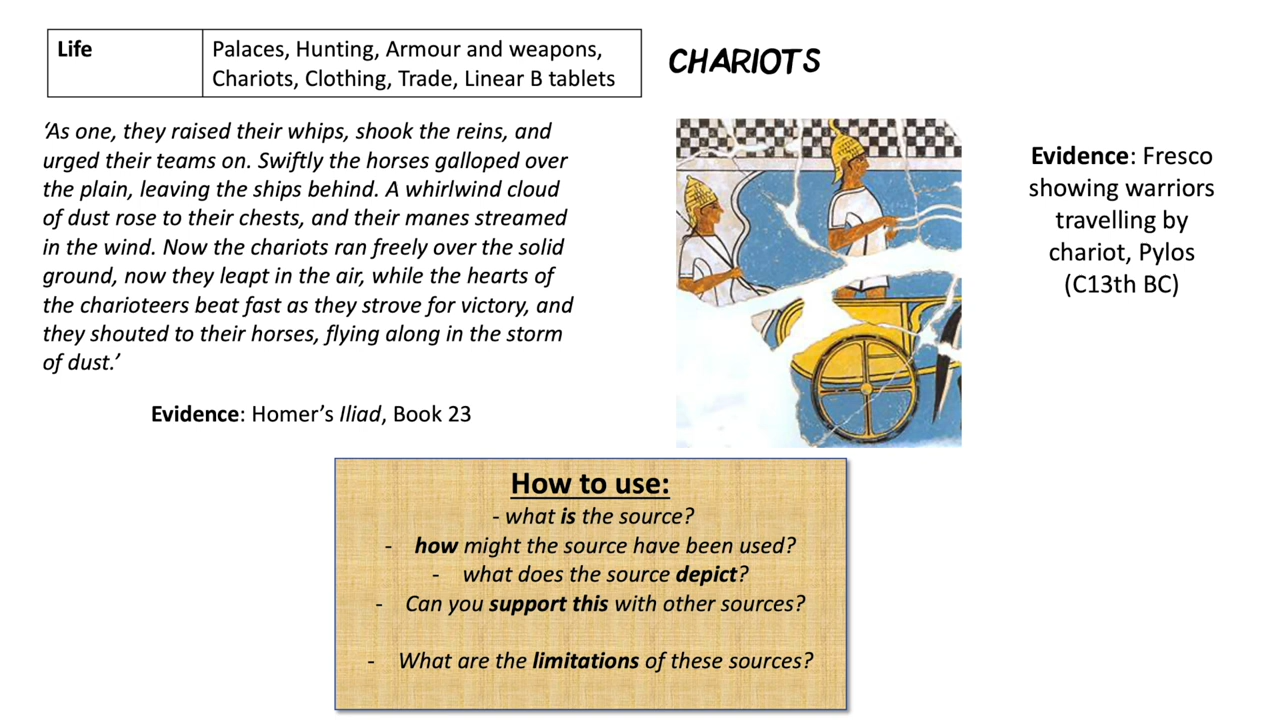 Life
Palaces, Hunting, Armour and weapons,
Chariots, Clothing, Trade, Linear B tablets
CHARIOTS
‘As one, they raised their whips, shook the reins, and
urged their teams on. Swiftly the horses galloped over
the plain, leaving the ships behind. A whirlwind cloud
of dust rose to their chests, and their manes streamed
in the wind. Now the chariots ran freely over the solid
ground, now they leapt in the air, while the hearts of
the charioteers beat fast as they strove for victory, and
they shouted to their horses, flying along in the storm
of dust.’
Evidence: Homer’s Iliad, Book 23
Evidence: Fresco
showing warriors
travelling by
chariot, Pylos
(C13th BC)
How to use:
- what is the source?
- how might the source have been used?
- what does the source depict?
- Can you support this with other sources?
- What are the limitations of these sources?